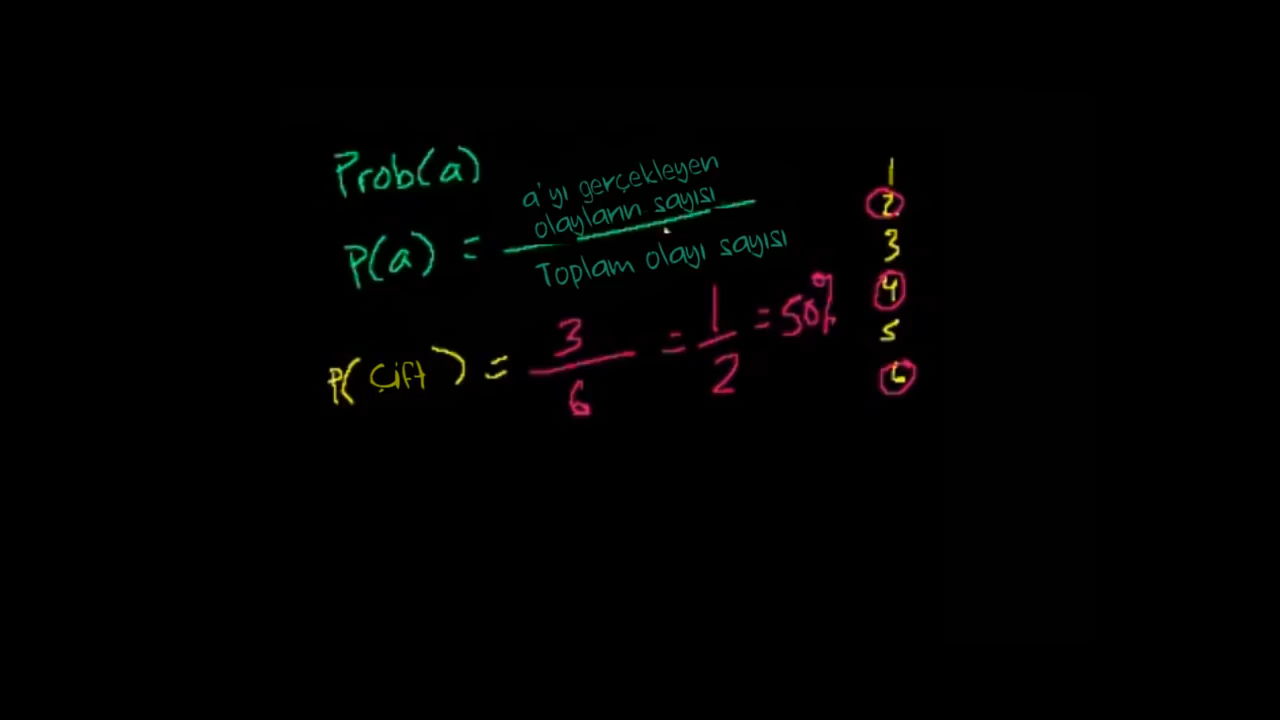 Prob(a)
a'yı gerçekleyen
olayların sayısı
P(a) =
Toplam olayı sayısı
P(Çift) = 3/6 = 1/2 = 50%
1
2
3
4
5
6